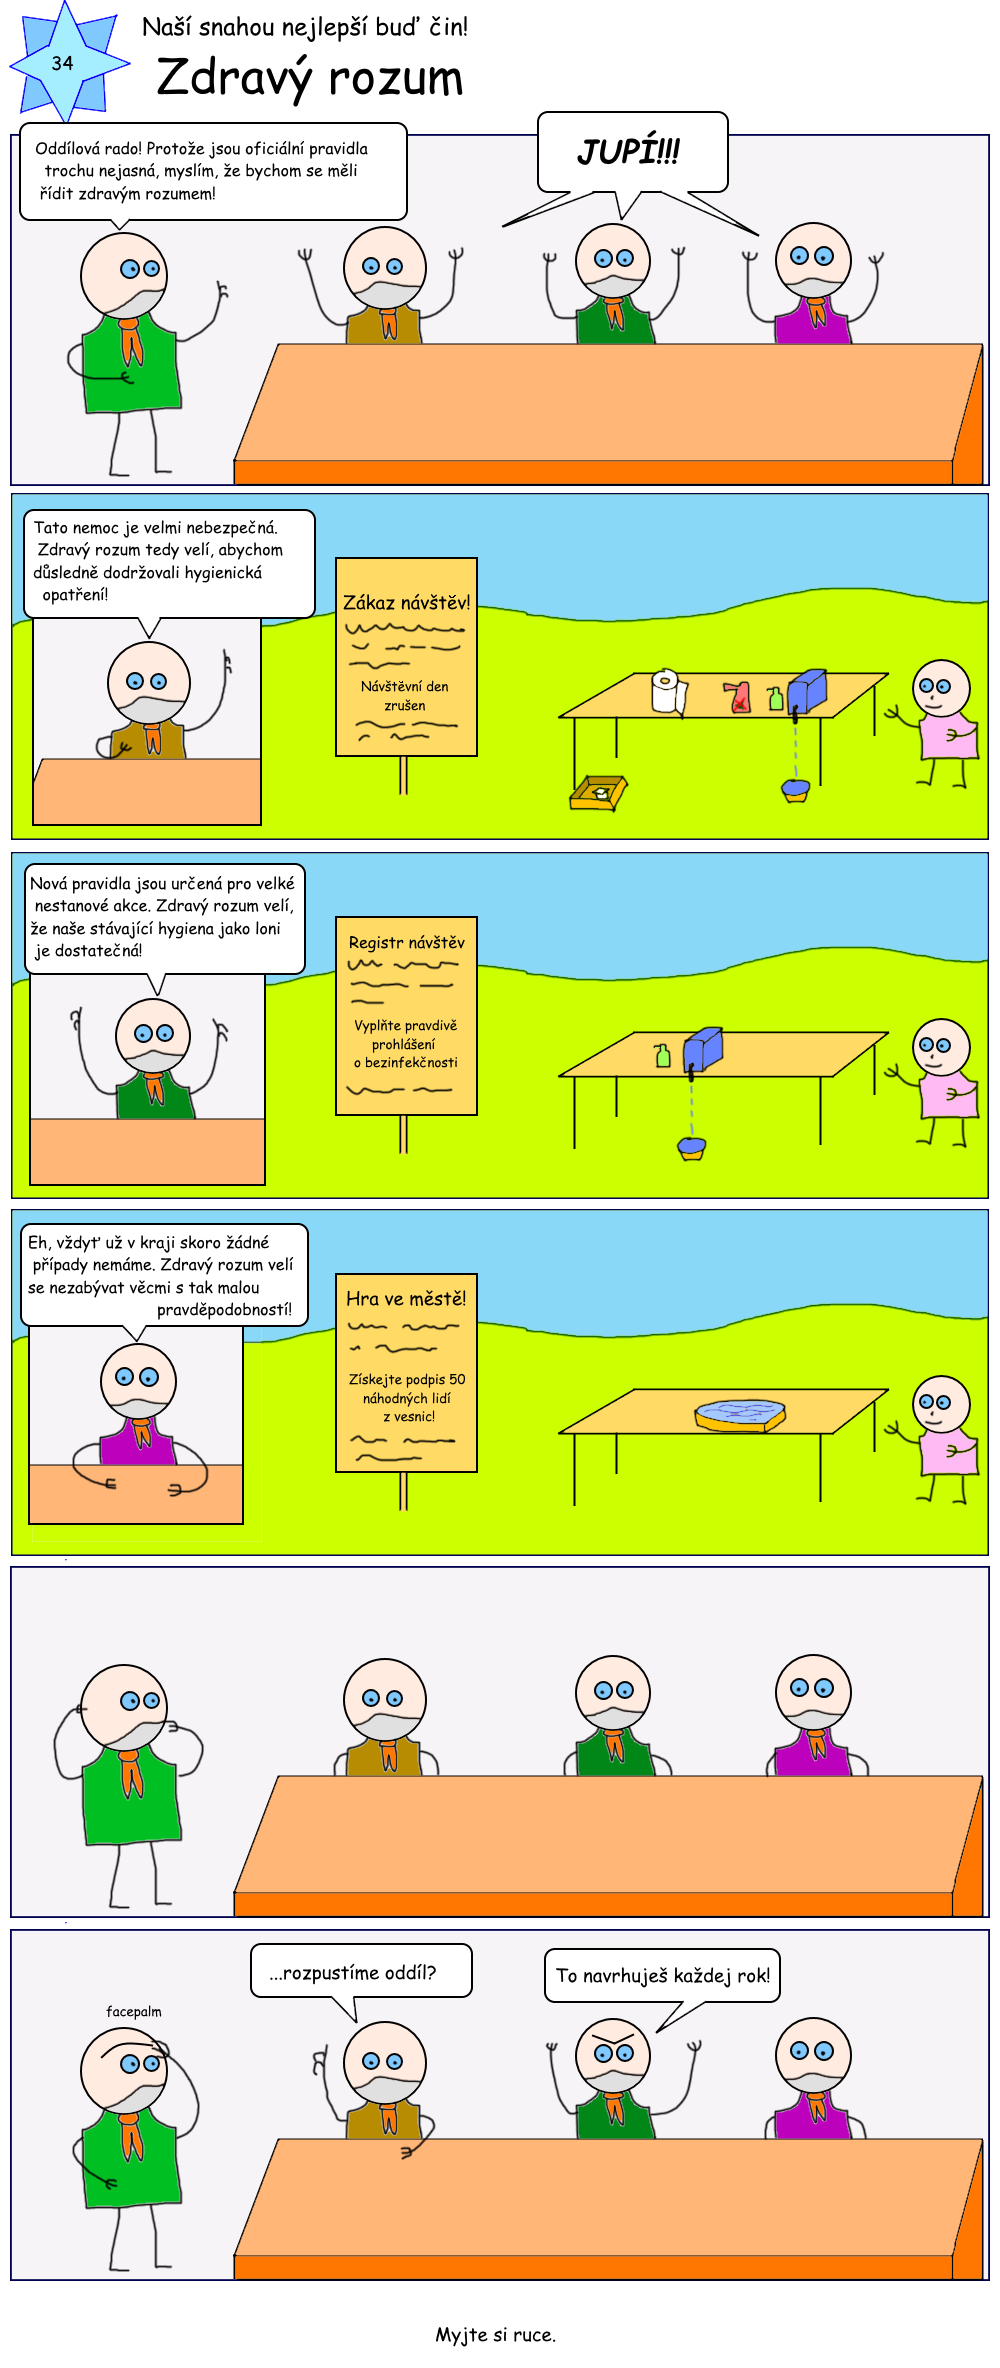 34
Naší snahou nejlepší buď čin!
Zdravý rozum
Oddílová rado! Protože jsou oficiální pravidla
trochu nejasná, myslím, že bychom se měli
řídit zdravým rozumem!
JUPÍ!!!
Tato nemoc je velmi nebezpečná.
Zdravý rozum tedy velí, abychom
důsledně dodržovali hygienická
opatření!
Zákaz návštěv!
Návštěvní den
zrušen
Nová pravidla jsou určená pro velké
nestanové akce. Zdravý rozum velí,
že naše stávající hygiena jako loni
je dostatečná!
Registr návštěv
Vyplňte pravdivě
prohlášení
o bezinfekčnosti
Eh, vždyť už v kraji skoro žádné
případy nemáme. Zdravý rozum velí
se nezabývat věcmi s tak malou
pravděpodobností!
Hra ve městě!
Získejte podpis 50
náhodných lidí
z vesnic!
...rozpustíme oddíl?
To navrhuješ každej rok!
facepalm
Myjte si ruce.